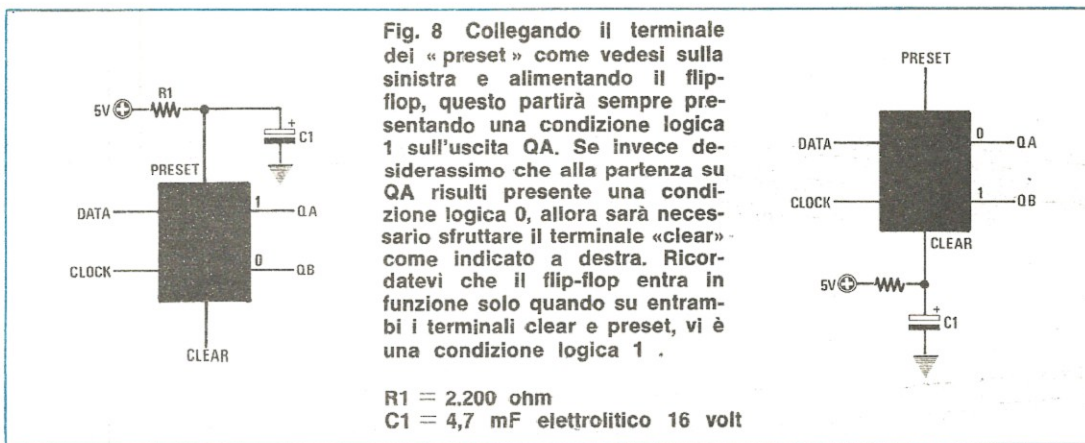 Fig. 8 Collegando il terminale
dei « preset » come vedesi sulla
sinistra e alimentando il flip-
flop, questo partirà sempre pre-
sentando una condizione logica
1 sull'uscita QA. Se invece de-
siderassimo che alla partenza su
QA risulti presente una condi-
zione logica 0, allora sarà neces-
sario sfruttare il terminale «clear»
come indicato a destra. Ricor-
datevi che il flip-flop entra in
funzione solo quando su entram-
bi i terminali clear e preset, vi è
una condizione logica 1 .
R1 = 2.200 ohm
C1 = 4,7 mF elettrolitico 16 volt
R1
5V
+
C1
PRESET
DATA
1
QA
CLOCK
0
QB
CLEAR
PRESET
DATA
0
QA
CLOCK
1
QB
CLEAR
5V
+
C1